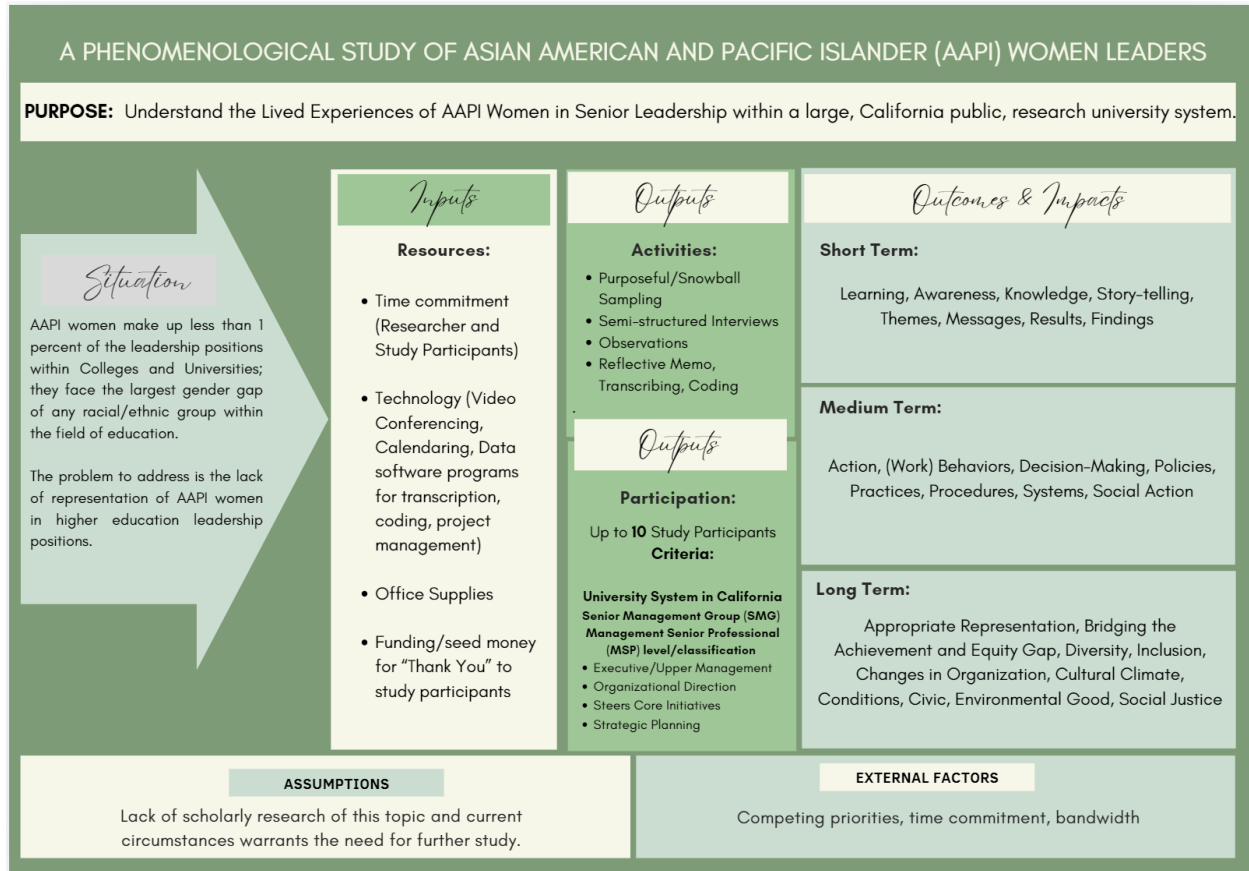 A PHENOMENOLOGICAL STUDY OF ASIAN AMERICAN AND PACIFIC ISLANDER (AAPI) WOMEN LEADERS
PURPOSE: Understand the Lived Experiences of AAPI Women in Senior Leadership within a large, California public, research university system.
Situation
AAPI women make up less than 1
percent of the leadership positions
within Colleges and Universities;
they face the largest gender gap
of any racial/ethnic group within
the field of education.
The problem to address is the lack
of representation of AAPI women
in higher education leadership
positions.
Inputs
Resources:
• Time commitment
(Researcher and
Study Participants)
• Technology (Video
Conferencing,
Calendaring, Data
software programs
for transcription,
coding, project
management)
• Office Supplies
• Funding/seed money
for “Thank You” to
study participants
Outputs
Activities:
• Purposeful/Snowball
Sampling
• Semi-structured Interviews
• Observations
• Reflective Memo,
Transcribing, Coding
.
Outputs
Participation:
Up to 10 Study Participants
Criteria:
University System in California
Senior Management Group (SMG)
Management Senior Professional
(MSP) level/classification
• Executive/Upper Management
• Organizational Direction
• Steers Core Initiatives
• Strategic Planning
Outcomes & Impacts
Short Term:
Learning, Awareness, Knowledge, Story-telling,
Themes, Messages, Results, Findings
Medium Term:
Action, (Work) Behaviors, Decision-Making, Policies,
Practices, Procedures, Systems, Social Action
Long Term:
Appropriate Representation, Bridging the
Achievement and Equity Gap, Diversity, Inclusion,
Changes in Organization, Cultural Climate,
Conditions, Civic, Environmental Good, Social Justice
ASSUMPTIONS
Lack of scholarly research of this topic and current
circumstances warrants the need for further study.
EXTERNAL FACTORS
Competing priorities, time commitment, bandwidth